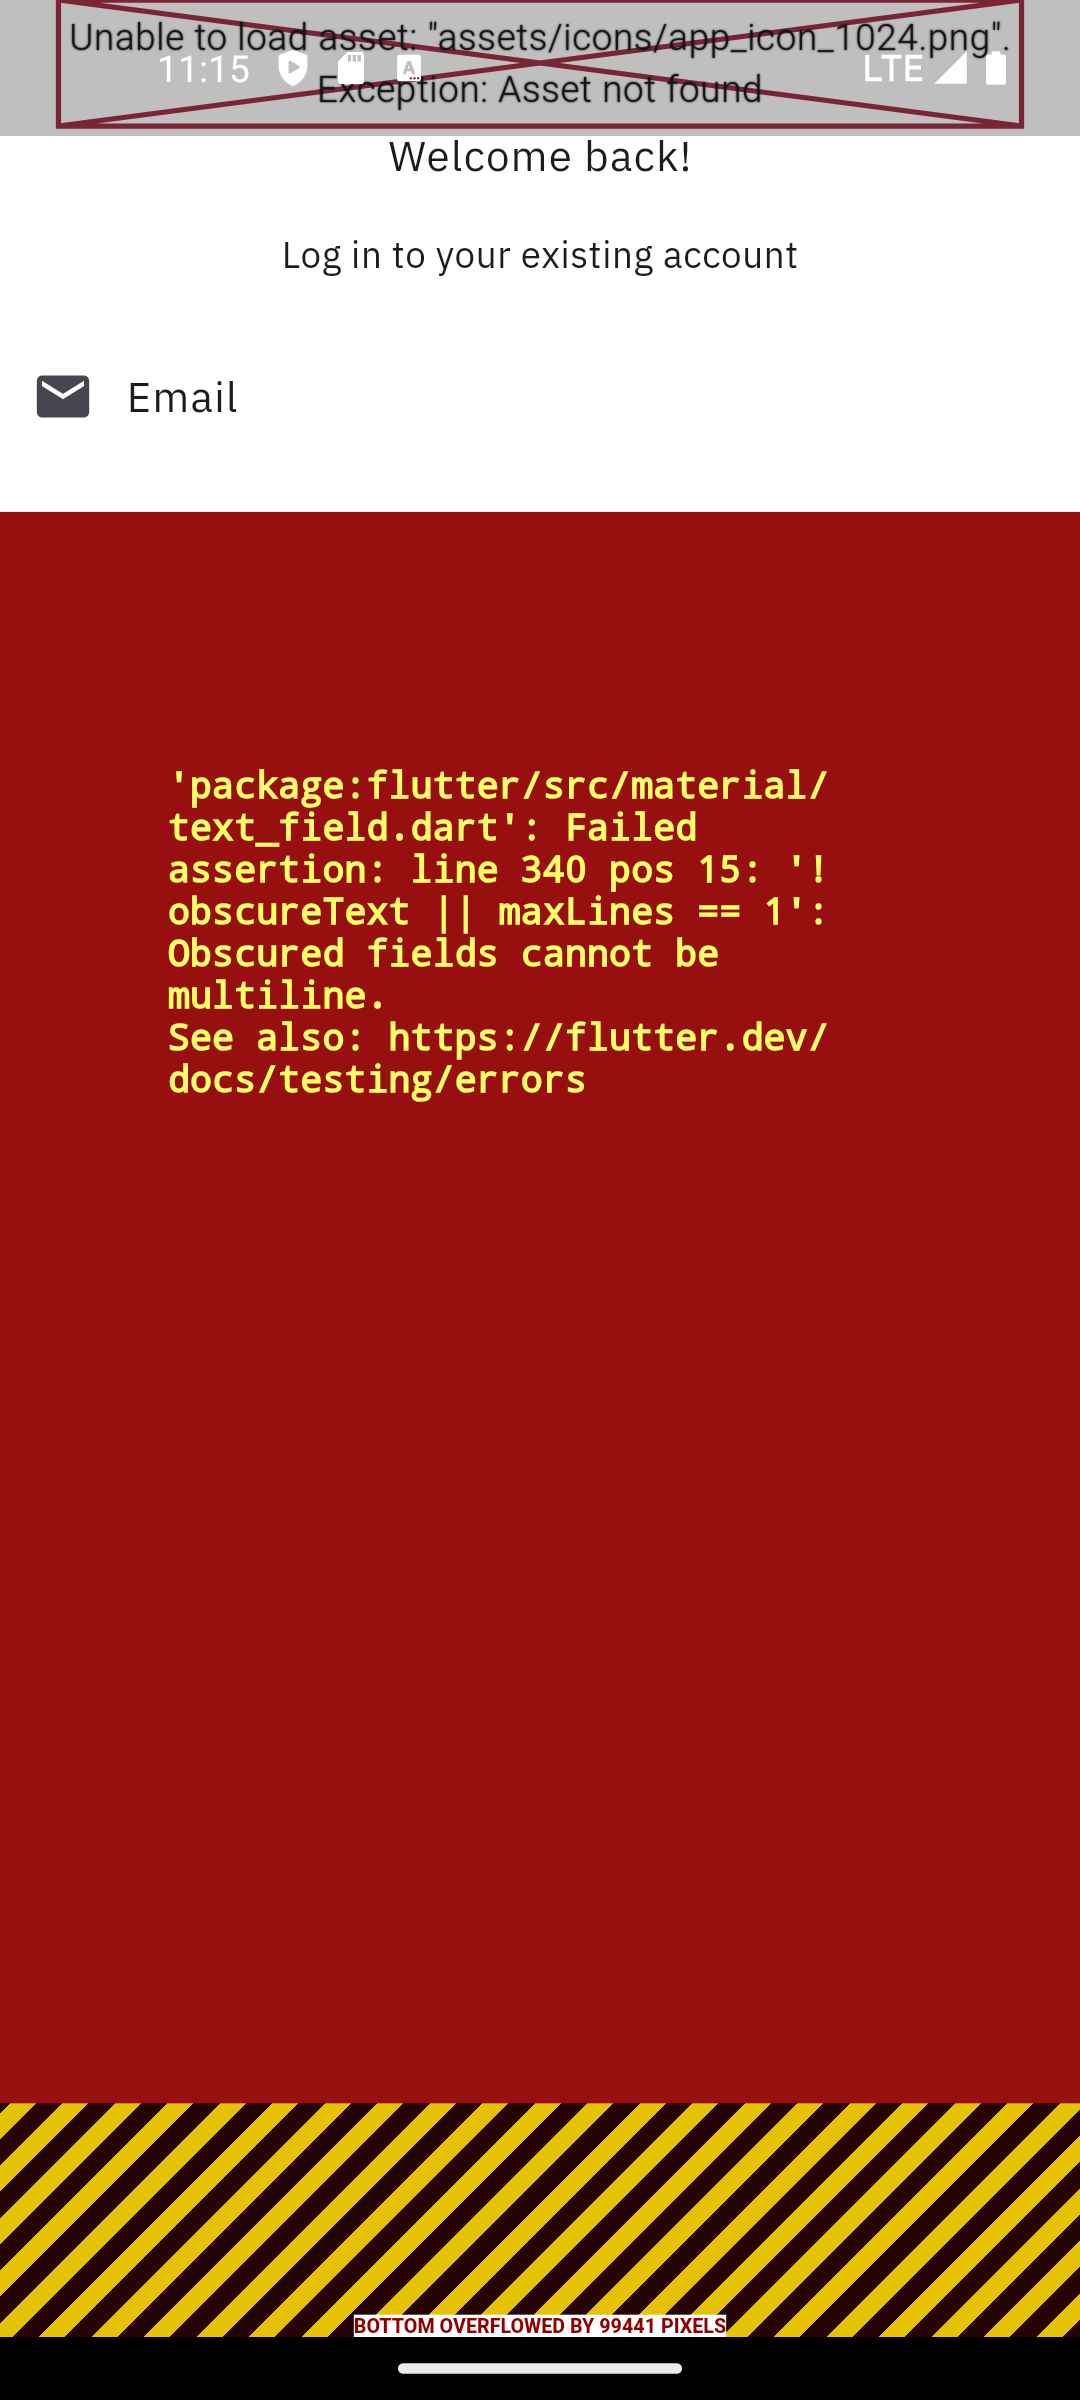 Unable to load asset: "assets/icons/app_icon_1024.png".
11:15 A LTE
Exception: Asset not found
Welcome back!
Log in to your existing account
Email
'package:flutter/src/material/
text_field.dart': Failed
assertion: line 340 pos 15: '!
obscureText || maxLines == 1':
Obscured fields cannot be
multiline.
See also: https://flutter.dev/
docs/testing/errors
BOTTOM OVERFLOWED BY 99441 PIXELS